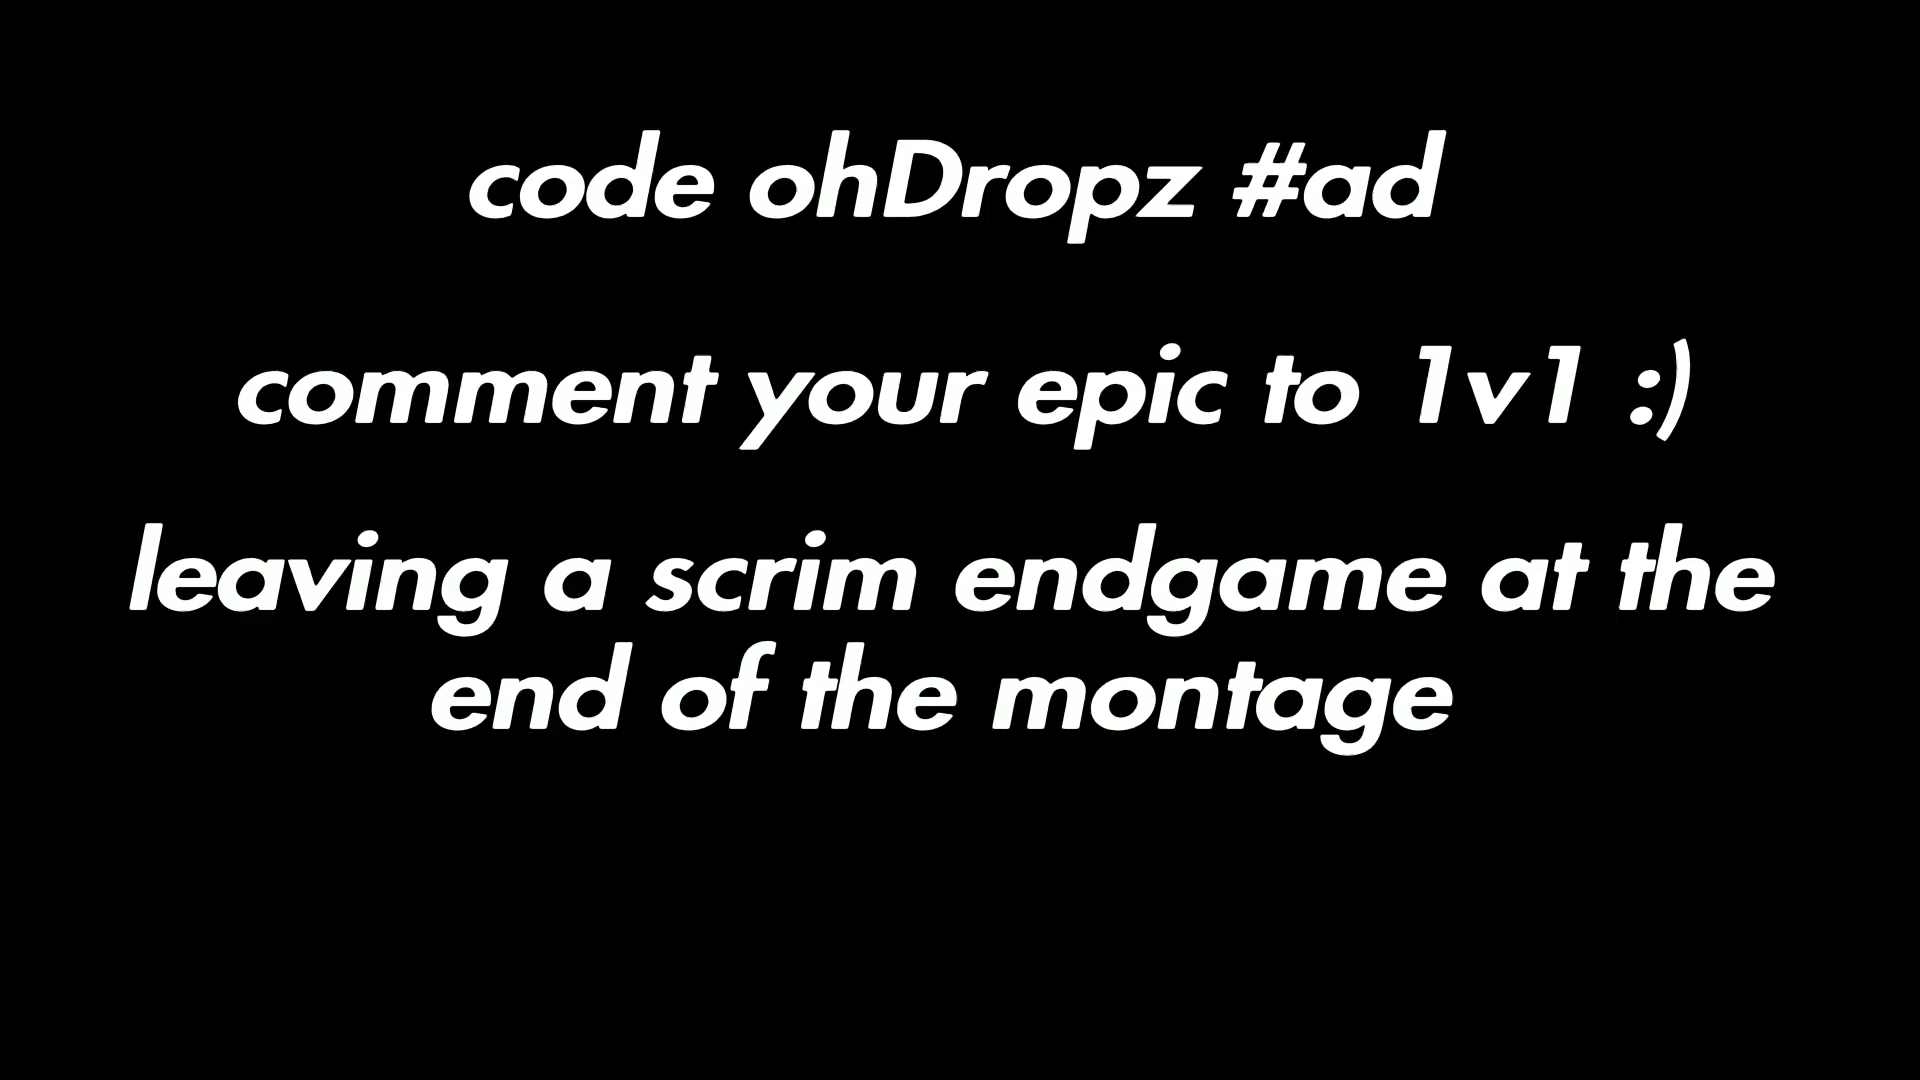 code ohDropz #ad
comment your epic to 1v1 :)
leaving a scrim endgame at the
end of the montage